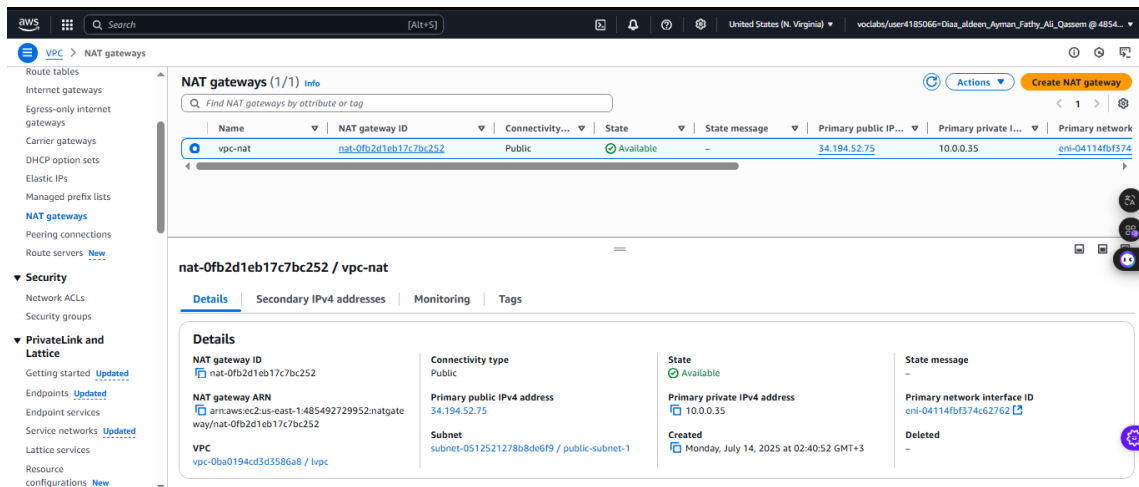 aws
Search
[Alt+S]
United States (N. Virginia)
voclabs/user4185066=Diaa_aldeen_Ayman_Fathy_Ali_Qassem @ 4854...
VPC > NAT gateways
Route tables
Internet gateways
Egress-only internet
gateways
Carrier gateways
DHCP option sets
Elastic IPs
Managed prefix lists
NAT gateways
Peering connections
Route servers New
Security
Network ACLs
Security groups
PrivateLink and
Lattice
Getting started Updated
Endpoints Updated
Endpoint services
Service networks Updated
Lattice services
Resource
configurations New
NAT gateways (1/1) Info
Actions
Create NAT gateway
Find NAT gateways by attribute or tag
1
Name NAT gateway ID Connectivity... State State message Primary public IP... Primary private I... Primary network
vpc-nat nat-0fb2d1eb17c7bc252 Public Available – 34.194.52.75 10.0.0.35 eni-04114fbf374
nat-0fb2d1eb17c7bc252 / vpc-nat
Details Secondary IPv4 addresses Monitoring Tags
Details
NAT gateway ID
nat-0fb2d1eb17c7bc252
Connectivity type
Public
State
Available
State message
–
NAT gateway ARN
arn:aws:ec2:us-east-1:485492729952:natgate
way/nat-0fb2d1eb17c7bc252
Primary public IPv4 address
34.194.52.75
Primary private IPv4 address
10.0.0.35
Primary network interface ID
eni-04114fbf374c62762
VPC
vpc-0ba0194cd3d3586a8 / lvpc
Subnet
subnet-0512521278b8de6f9 / public-subnet-1
Created
Monday, July 14, 2025 at 02:40:52 GMT+3
Deleted
–